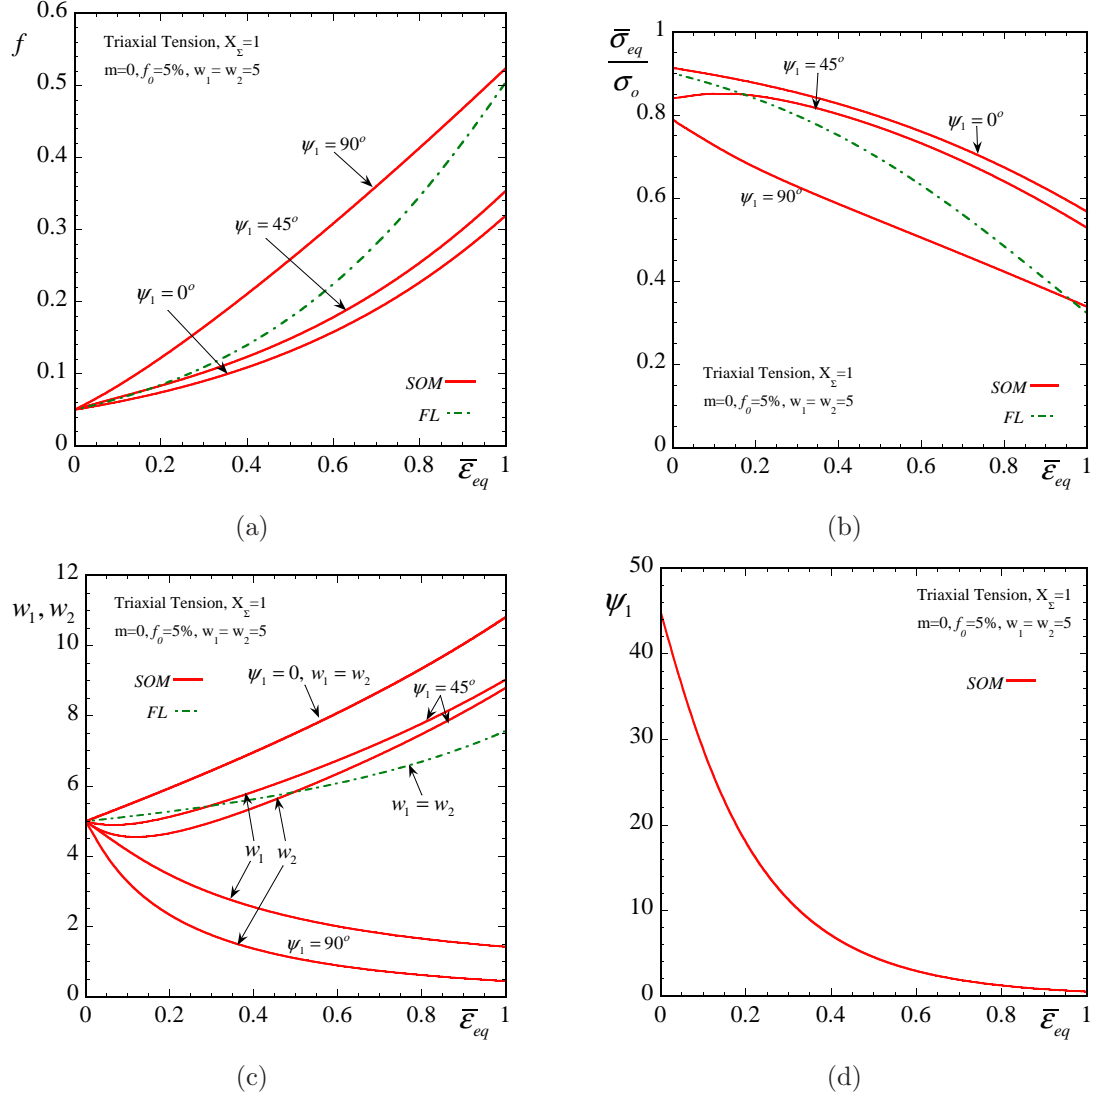 0.6
f
0.5
0.4
0.3
0.2
0.1
0
Triaxial Tension, X_Σ=1
m=0, f_0=5%, w_1= w_2=5
ψ_1 = 90°
ψ_1 = 45°
ψ_1 = 0°
SOM
FL
0 0.2 0.4 0.6 0.8 1
ε̄_eq
(a)
1
σ̄_eq
σ_o
0.8
0.6
0.4
0.2
0
ψ_1 = 45°
ψ_1 = 0°
ψ_1 = 90°
Triaxial Tension, X_Σ=1
m=0, f_0=5%, w_1= w_2=5
SOM
FL
0 0.2 0.4 0.6 0.8 1
ε̄_eq
(b)
12
w_1, w_2
10
8
6
4
2
0
Triaxial Tension, X_Σ=1
m=0, f_0=5%, w_1= w_2=5
SOM
FL
ψ_1 = 0, w_1 = w_2
ψ_1 = 45°
w_1 = w_2
w_1
w_2
ψ_1 = 90°
0 0.2 0.4 0.6 0.8 1
ε̄_eq
(c)
50
ψ_1
40
30
20
10
0
Triaxial Tension, X_Σ=1
m=0, f_0=5%, w_1= w_2=5
SOM
0 0.2 0.4 0.6 0.8 1
ε̄_eq
(d)